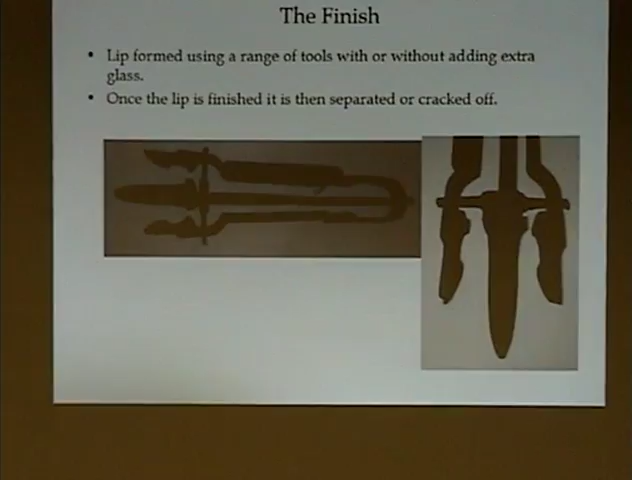 The Finish
• Lip formed using a range of tools with or without adding extra
glass.
• Once the lip is finished it is then separated or cracked off.